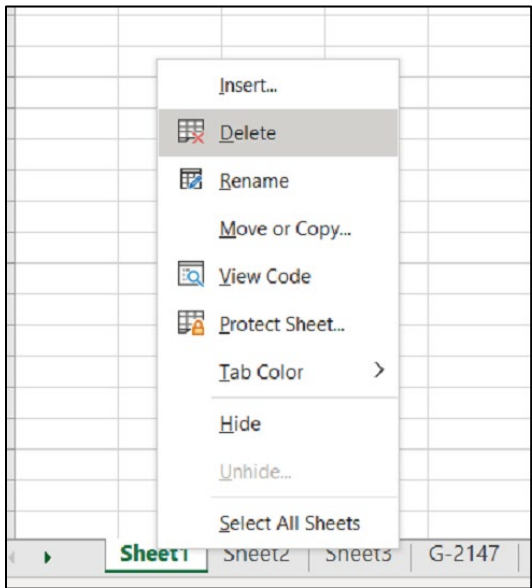 Insert...
Delete
Rename
Move or Copy...
View Code
Protect Sheet...
Tab Color
Hide
Unhide...
Select All Sheets
Sheet1 Sheet2 Sheet3 G-2147